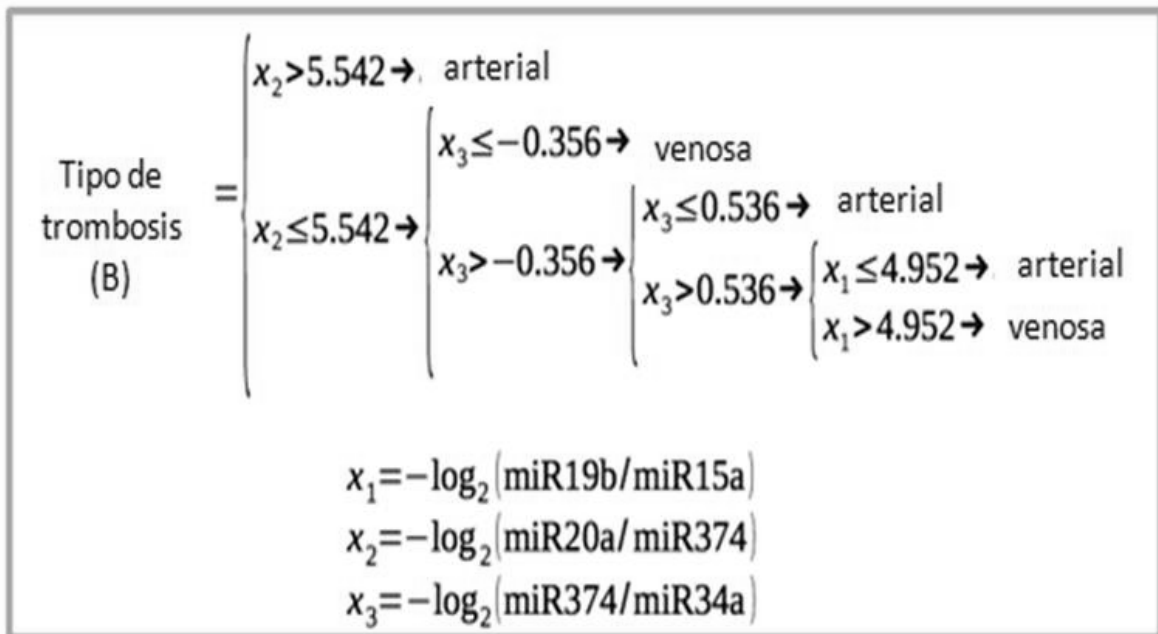 x₂>5.542→ arterial
x₃≤−0.356→ venosa
Tipo de
trombosis
(B)
=
x₂≤5.542→
x₃>−0.356→
x₃≤0.536→ arterial
x₃>0.536→
x₁≤4.952→ arterial
x₁>4.952→ venosa
x₁=−log₂(miR19b/miR15a)
x₂=−log₂(miR20a/miR374)
x₃=−log₂(miR374/miR34a)